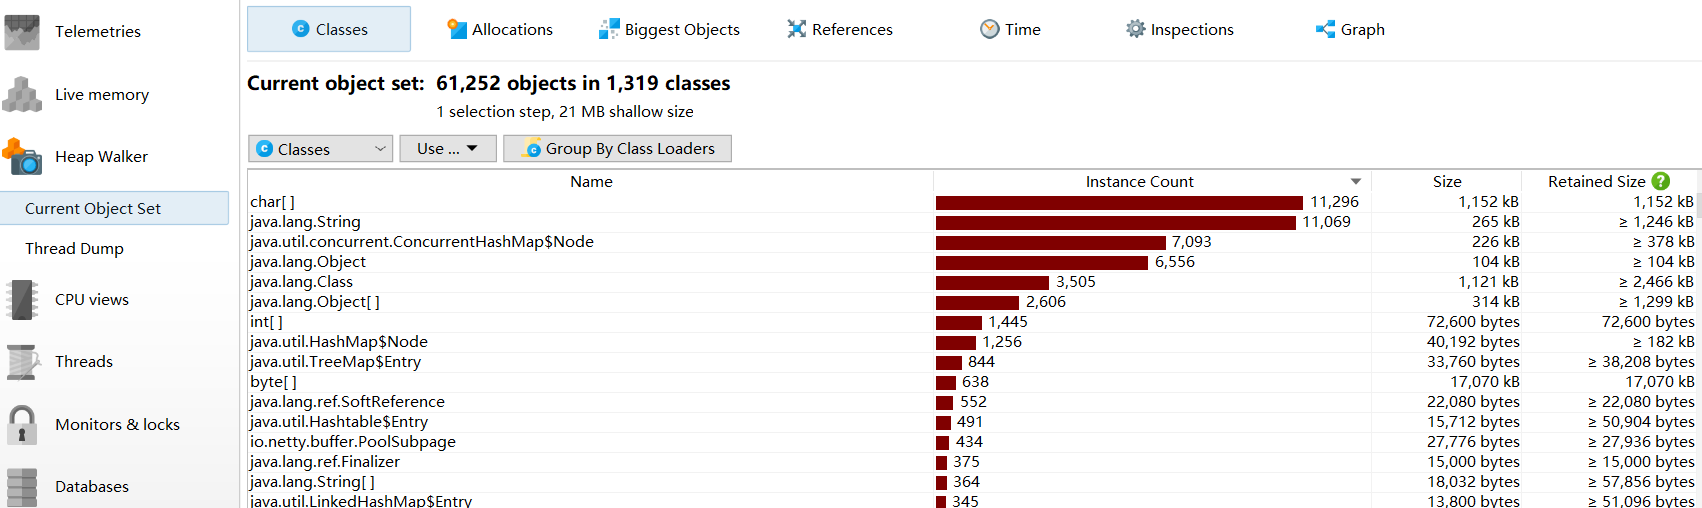 Telemetries
Live memory
Heap Walker
Current Object Set
Thread Dump
CPU views
Threads
Monitors & locks
Databases
Classes Allocations Biggest Objects References Time Inspections Graph
Current object set: 61,252 objects in 1,319 classes
1 selection step, 21 MB shallow size
Classes Use ... Group By Class Loaders
Name Instance Count Size Retained Size
char[ ] 11,296 1,152 kB 1,152 kB
java.lang.String 11,069 265 kB ≥ 1,246 kB
java.util.concurrent.ConcurrentHashMap$Node 7,093 226 kB ≥ 378 kB
java.lang.Object 6,556 104 kB ≥ 104 kB
java.lang.Class 3,505 1,121 kB ≥ 2,466 kB
java.lang.Object[ ] 2,606 314 kB ≥ 1,299 kB
int[ ] 1,445 72,600 bytes 72,600 bytes
java.util.HashMap$Node 1,256 40,192 bytes ≥ 182 kB
java.util.TreeMap$Entry 844 33,760 bytes ≥ 38,208 bytes
byte[ ] 638 17,070 kB 17,070 kB
java.lang.ref.SoftReference 552 22,080 bytes ≥ 22,080 bytes
java.util.Hashtable$Entry 491 15,712 bytes ≥ 50,904 bytes
io.netty.buffer.PoolSubpage 434 27,776 bytes ≥ 27,936 bytes
java.lang.ref.Finalizer 375 15,000 bytes ≥ 15,000 bytes
java.lang.String[ ] 364 18,032 bytes ≥ 57,856 bytes
java.util.LinkedHashMap$Entry 345 13,800 bytes ≥ 51,096 bytes